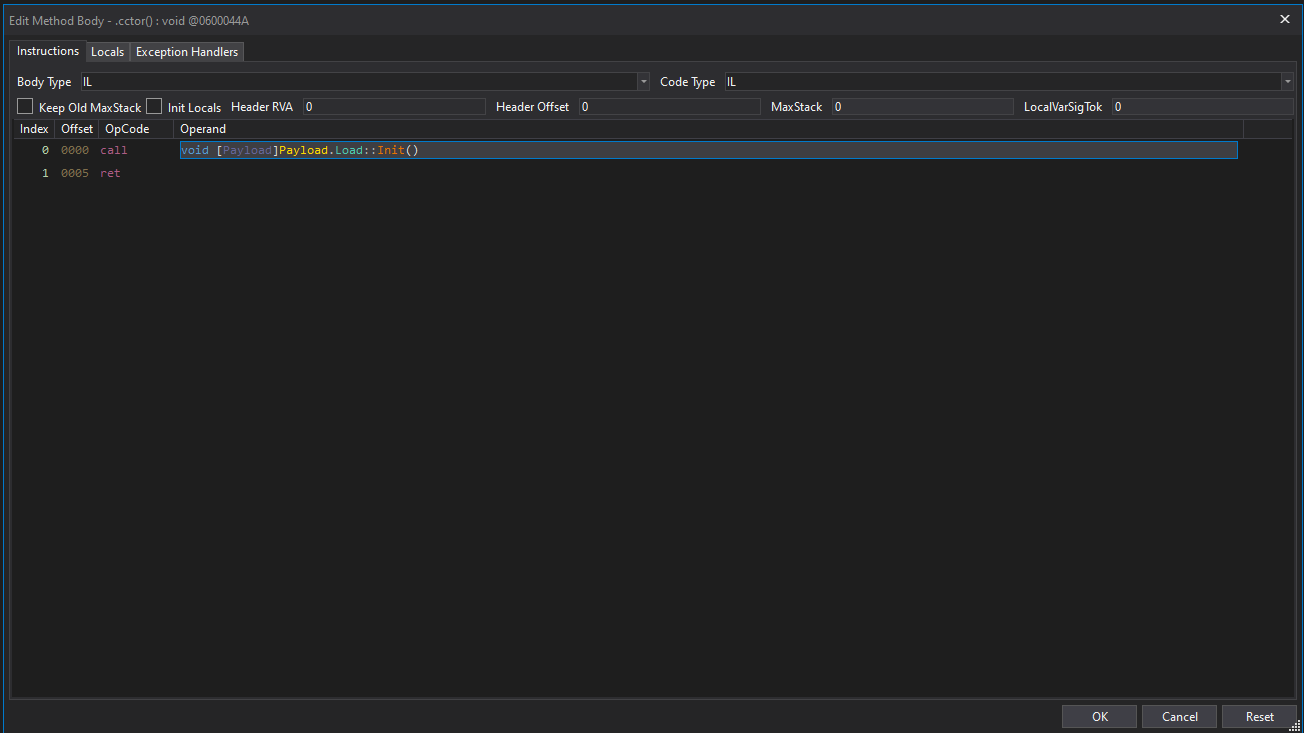 Edit Method Body - .cctor() : void @0600044A
Instructions Locals Exception Handlers
Body Type IL Code Type IL
Keep Old MaxStack Init Locals Header RVA 0 Header Offset 0 MaxStack 0 LocalVarSigTok 0
Index Offset OpCode Operand
0 0000 call void [Payload]Payload.Load::Init()
1 0005 ret
OK Cancel Reset